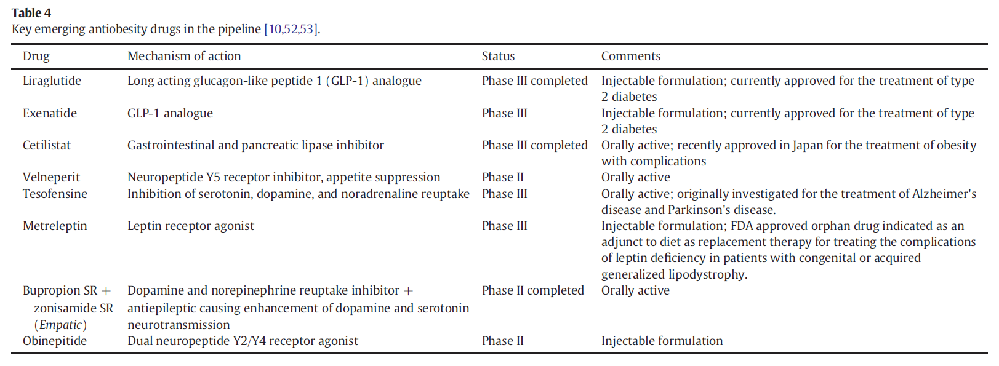 Table 4
Key emerging antiobesity drugs in the pipeline [10,52,53].
Drug Mechanism of action Status Comments
Liraglutide Long acting glucagon-like peptide 1 (GLP-1) analogue Phase III completed Injectable formulation; currently approved for the treatment of type
2 diabetes
Exenatide GLP-1 analogue Phase III Injectable formulation; currently approved for the treatment of type
2 diabetes
Cetilistat Gastrointestinal and pancreatic lipase inhibitor Phase III completed Orally active; recently approved in Japan for the treatment of obesity
with complications
Velneperit Neuropeptide Y5 receptor inhibitor, appetite suppression Phase II Orally active
Tesofensine Inhibition of serotonin, dopamine, and noradrenaline reuptake Phase III Orally active; originally investigated for the treatment of Alzheimer's
disease and Parkinson's disease.
Metreleptin Leptin receptor agonist Phase III Injectable formulation; FDA approved orphan drug indicated as an
adjunct to diet as replacement therapy for treating the complications
of leptin deficiency in patients with congenital or acquired
generalized lipodystrophy.
Bupropion SR + Dopamine and norepinephrine reuptake inhibitor + Phase II completed Orally active
zonisamide SR antiepileptic causing enhancement of dopamine and serotonin
(Empatic) neurotransmission
Obinepitide Dual neuropeptide Y2/Y4 receptor agonist Phase II Injectable formulation